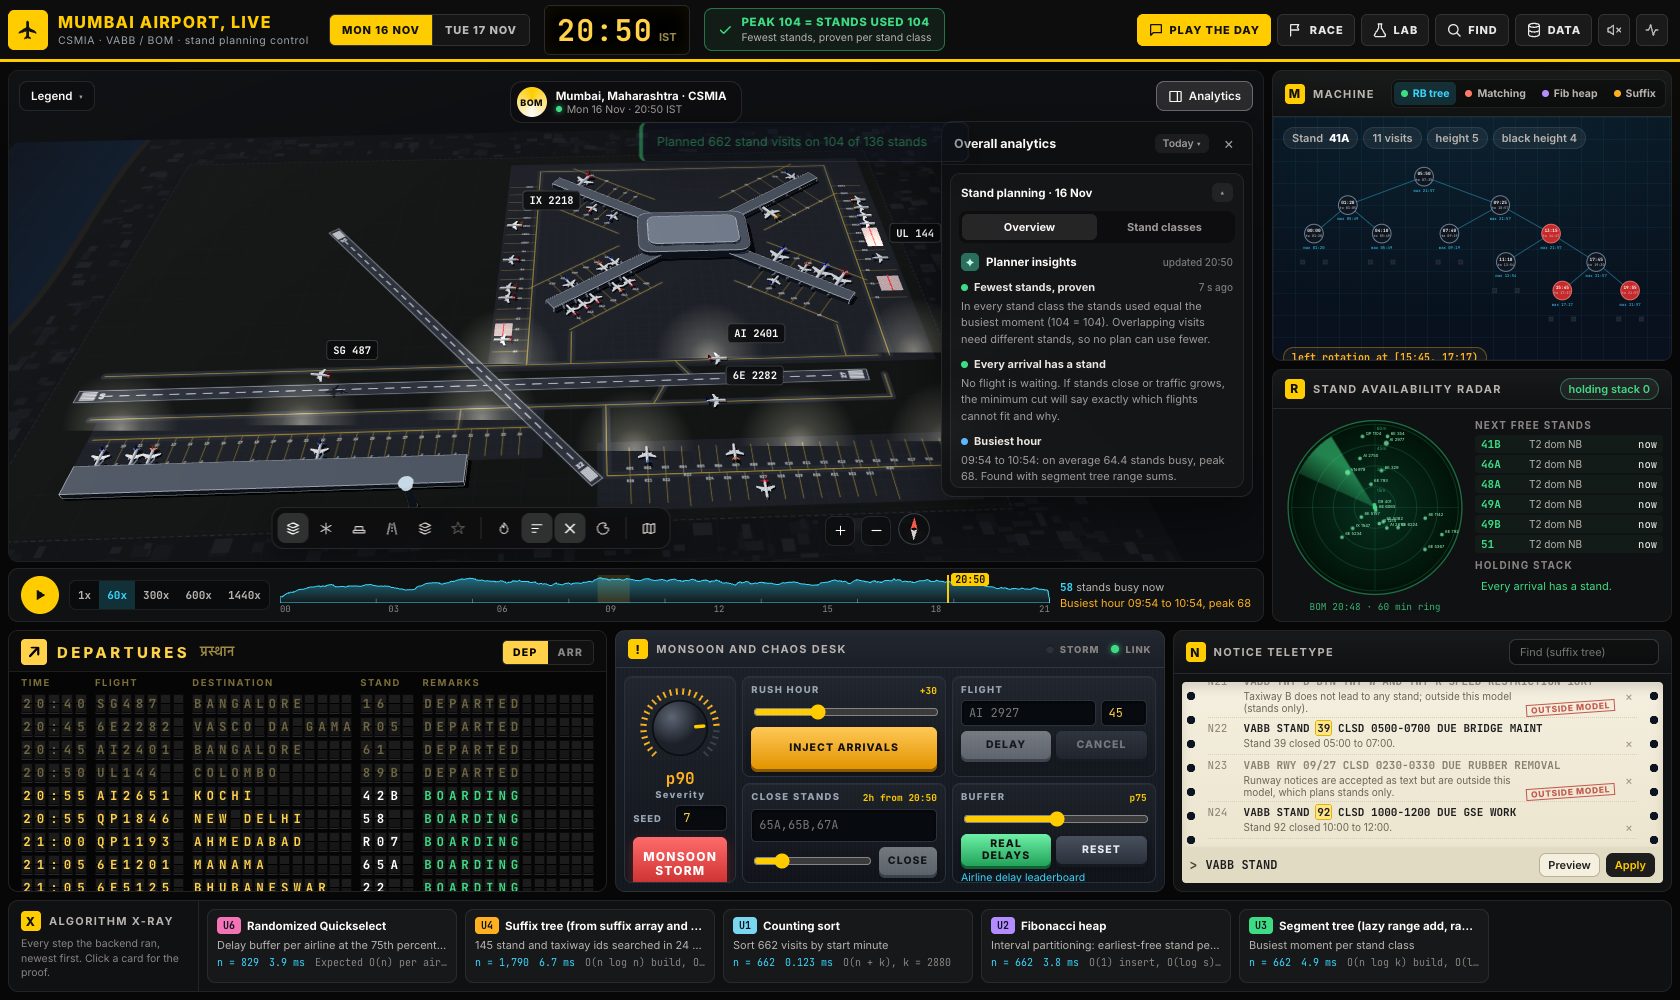 MUMBAI AIRPORT, LIVE
CSMIA · VABB / BOM · stand planning control
MON 16 NOV
TUE 17 NOV
20:50 IST
PEAK 104 = STANDS USED 104
Fewest stands, proven per stand class
PLAY THE DAY
RACE
LAB
FIND
DATA
Legend
BOM
Mumbai, Maharashtra · CSMIA
Mon 16 Nov · 20:50 IST
Analytics
Planned 662 stand visits on 104 of 136 stands
IX 2218
UL 144
SG 487
AI 2401
6E 2282
Overall analytics
Today
Stand planning · 16 Nov
Overview
Stand classes
Planner insights
updated 20:50
Fewest stands, proven
7 s ago
In every stand class the stands used equal the
busiest moment (104 = 104). Overlapping visits
need different stands, so no plan can use fewer.
Every arrival has a stand
No flight is waiting. If stands close or traffic grows,
the minimum cut will say exactly which flights
cannot fit and why.
Busiest hour
09:54 to 10:54: on average 64.4 stands busy, peak
68. Found with segment tree range sums.
M MACHINE
RB tree
Matching
Fib heap
Suffix
Stand 41A
11 visits
height 5
black height 4
left rotation at [15:45, 17:17)
R STAND AVAILABILITY RADAR
holding stack 0
NEXT FREE STANDS
41B T2 dom NB now
46A T2 dom NB now
48A T2 dom NB now
49A T2 dom NB now
49B T2 dom NB now
51 T2 dom NB now
HOLDING STACK
Every arrival has a stand.
BOM 20:48 · 60 min ring
1x 60x 300x 600x 1440x
20:50
00 03 06 09 12 15 18 21
58 stands busy now
Busiest hour 09:54 to 10:54, peak 68
DEPARTURES प्रस्थान
DEP ARR
TIME FLIGHT DESTINATION STAND REMARKS
20:40 SG487 BANGALORE 16 DEPARTED
20:45 6E2282 VASCO DA GAMA R05 DEPARTED
20:45 AI2401 BANGALORE 61 DEPARTED
20:50 UL144 COLOMBO 89B DEPARTED
20:55 AI2651 KOCHI 42B BOARDING
20:55 QP1846 NEW DELHI 58 BOARDING
21:00 QP1193 AHMEDABAD R07 BOARDING
21:05 6E1201 MANAMA 65A BOARDING
21:05 6E5125 BHUBANESWAR 22 BOARDING
! MONSOON AND CHAOS DESK
STORM LINK
p90
Severity
SEED 7
MONSOON
STORM
RUSH HOUR +30
INJECT ARRIVALS
FLIGHT
AI 2927 45
DELAY CANCEL
CLOSE STANDS 2h from 20:50
65A,65B,67A
CLOSE
BUFFER p75
REAL
DELAYS
RESET
Airline delay leaderboard
N NOTICE TELETYPE
Find (suffix tree)
Taxiway B does not lead to any stand; outside this model
(stands only).
OUTSIDE MODEL
N22 VABB STAND 39 CLSD 0500-0700 DUE BRIDGE MAINT
Stand 39 closed 05:00 to 07:00.
N23 VABB RWY 09/27 CLSD 0230-0330 DUE RUBBER REMOVAL
Runway notices are accepted as text but are outside this
model, which plans stands only.
OUTSIDE MODEL
N24 VABB STAND 92 CLSD 1000-1200 DUE GSE WORK
Stand 92 closed 10:00 to 12:00.
> VABB STAND
Preview
Apply
X ALGORITHM X-RAY
Every step the backend ran,
newest first. Click a card for the
proof.
U6 Randomized Quickselect
Delay buffer per airline at the 75th percent...
n = 829 3.9 ms Expected O(n) per air...
U4 Suffix tree (from suffix array and ...
145 stand and taxiway ids searched in 24 ...
n = 1,790 6.7 ms O(n log n) build, O...
U1 Counting sort
Sort 662 visits by start minute
n = 662 0.123 ms O(n + k), k = 2880
U2 Fibonacci heap
Interval partitioning: earliest-free stand pe...
n = 662 3.8 ms O(1) insert, O(log s)...
U3 Segment tree (lazy range add, ra...
Busiest moment per stand class
n = 662 4.9 ms O(n log k) build, O(l...